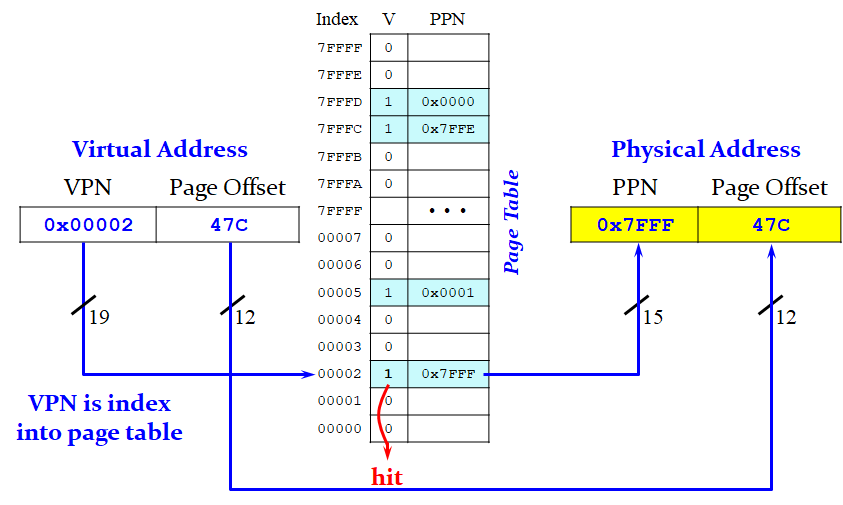 Index V PPN
7FFFF 0
7FFFE 0
7FFFD 1 0x0000
7FFFC 1 0x7FFE
7FFFB 0
7FFFA 0
7FFFF • • •
00007 0
00006 0
00005 1 0x0001
00004 0
00003 0
00002 1 0x7FFF
00001 0
00000 0
Page Table
hit
Virtual Address
VPN Page Offset
0x00002 47C
19 12
VPN is index
into page table
Physical Address
PPN Page Offset
0x7FFF 47C
15 12